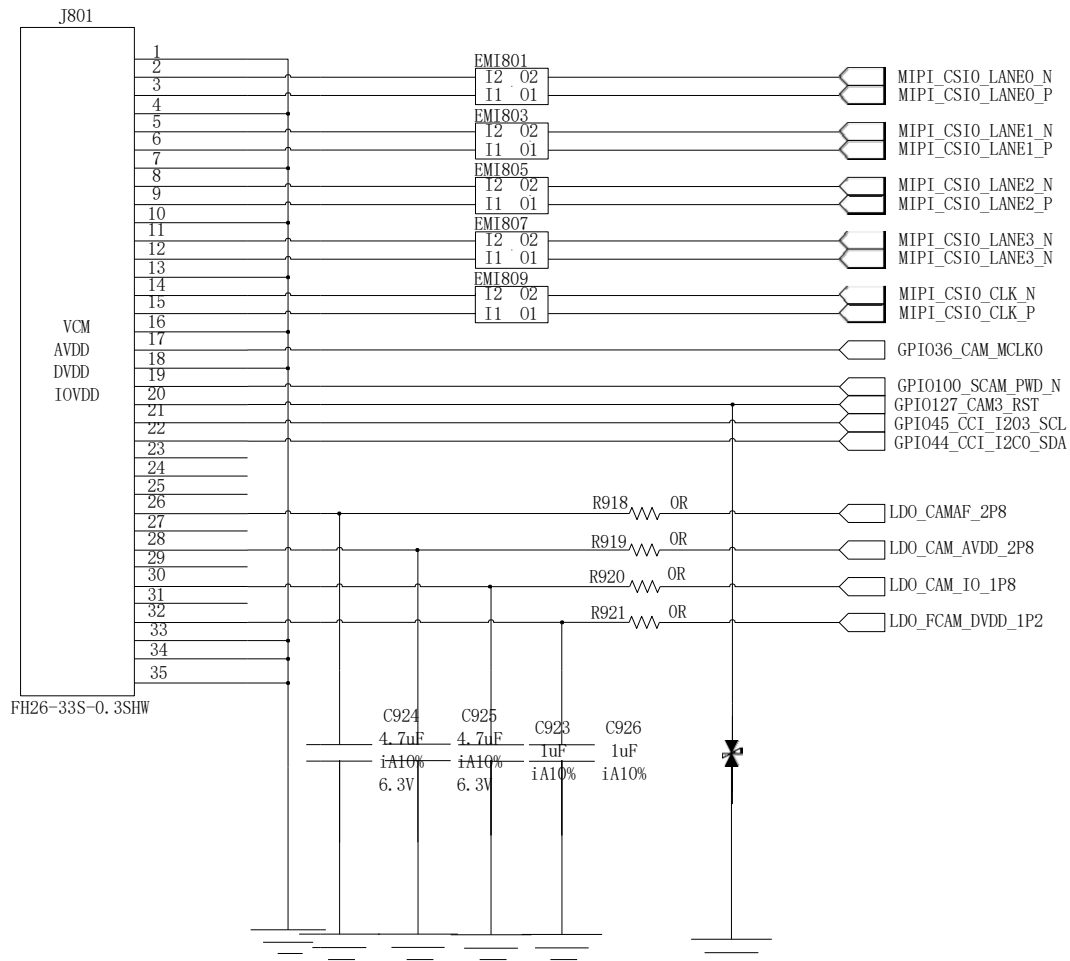 J801
1
2
3
4
5
6
7
8
9
10
11
12
13
14
15
16
17
18
19
20
21
22
23
24
25
26
27
28
29
30
31
32
33
34
35
VCM
AVDD
DVDD
IOVDD
FH26-33S-0.3SHW
EMI801
I2 O2
I1 O1
EMI803
I2 O2
I1 O1
EMI805
I2 O2
I1 O1
EMI807
I2 O2
I1 O1
EMI809
I2 O2
I1 O1
MIPI_CSI0_LANE0_N
MIPI_CSI0_LANE0_P
MIPI_CSI0_LANE1_N
MIPI_CSI0_LANE1_P
MIPI_CSI0_LANE2_N
MIPI_CSI0_LANE2_P
MIPI_CSI0_LANE3_N
MIPI_CSI0_LANE3_N
MIPI_CSI0_CLK_N
MIPI_CSI0_CLK_P
GPIO36_CAM_MCLK0
GPIO100_SCAM_PWD_N
GPIO127_CAM3_RST
GPIO45_CCI_I2O3_SCL
GPIO44_CCI_I2C0_SDA
R918 0R
LDO_CAMAF_2P8
R919 0R
LDO_CAM_AVDD_2P8
R920 0R
LDO_CAM_IO_1P8
R921 0R
LDO_FCAM_DVDD_1P2
C924
4.7uF
iA10%
6.3V
C925
4.7uF
iA10%
6.3V
C923
1uF
iA10%
C926
1uF
iA10%